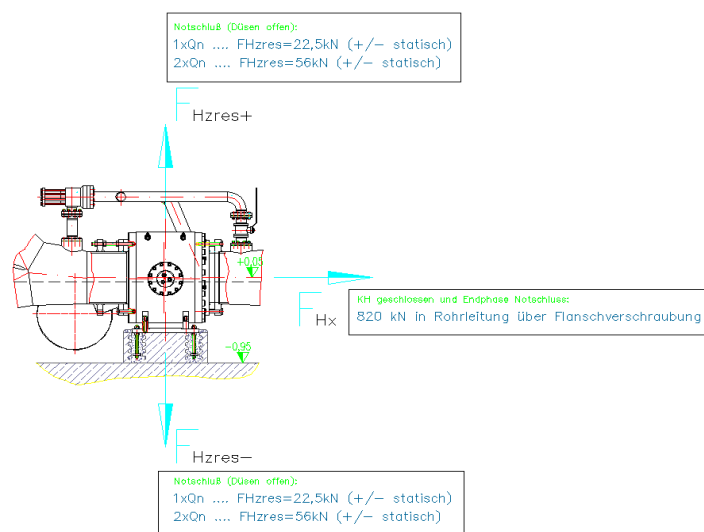 Notschluß (Düsen offen):
1xQn .... FHzres=22,5kN (+/− statisch)
2xQn .... FHzres=56kN (+/− statisch)
F Hzres+
+0,05
F Hx
KH geschlossen und Endphase Notschluss:
820 kN in Rohrleitung über Flanschverschraubung
−0,95
F Hzres−
Notschluß (Düsen offen):
1xQn .... FHzres=22,5kN (+/− statisch)
2xQn .... FHzres=56kN (+/− statisch)